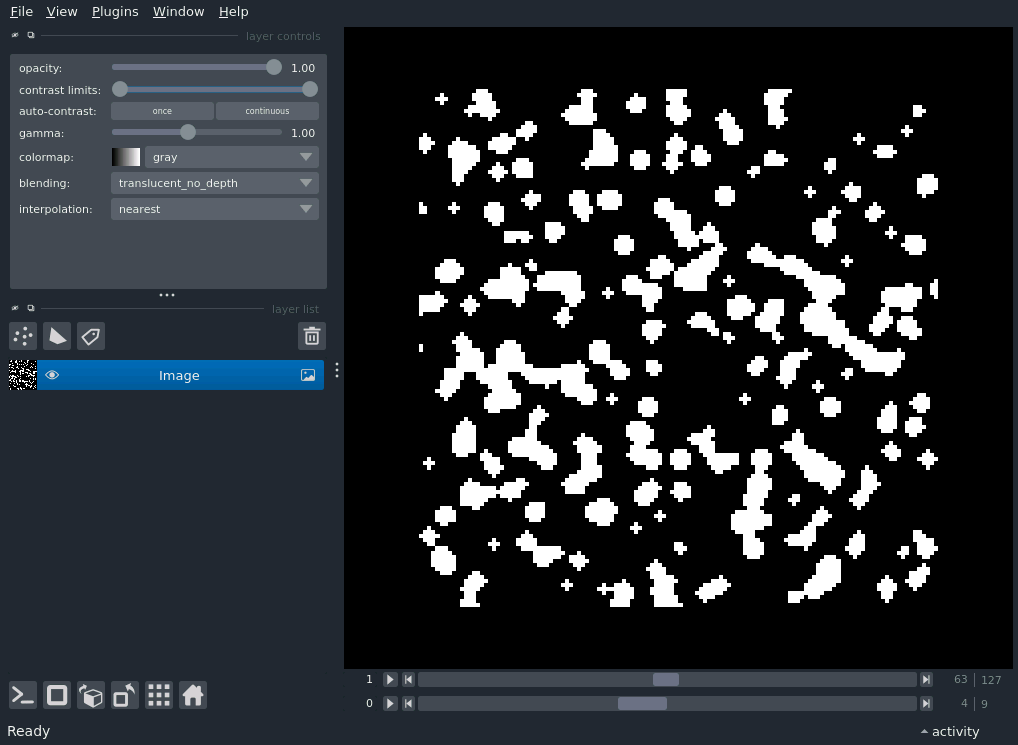 File View Plugins Window Help
layer controls
opacity: 1.00
contrast limits:
auto-contrast: once continuous
gamma: 1.00
colormap: gray
blending: translucent_no_depth
interpolation: nearest
layer list
Image
1 63 127
0 4 9
Ready activity